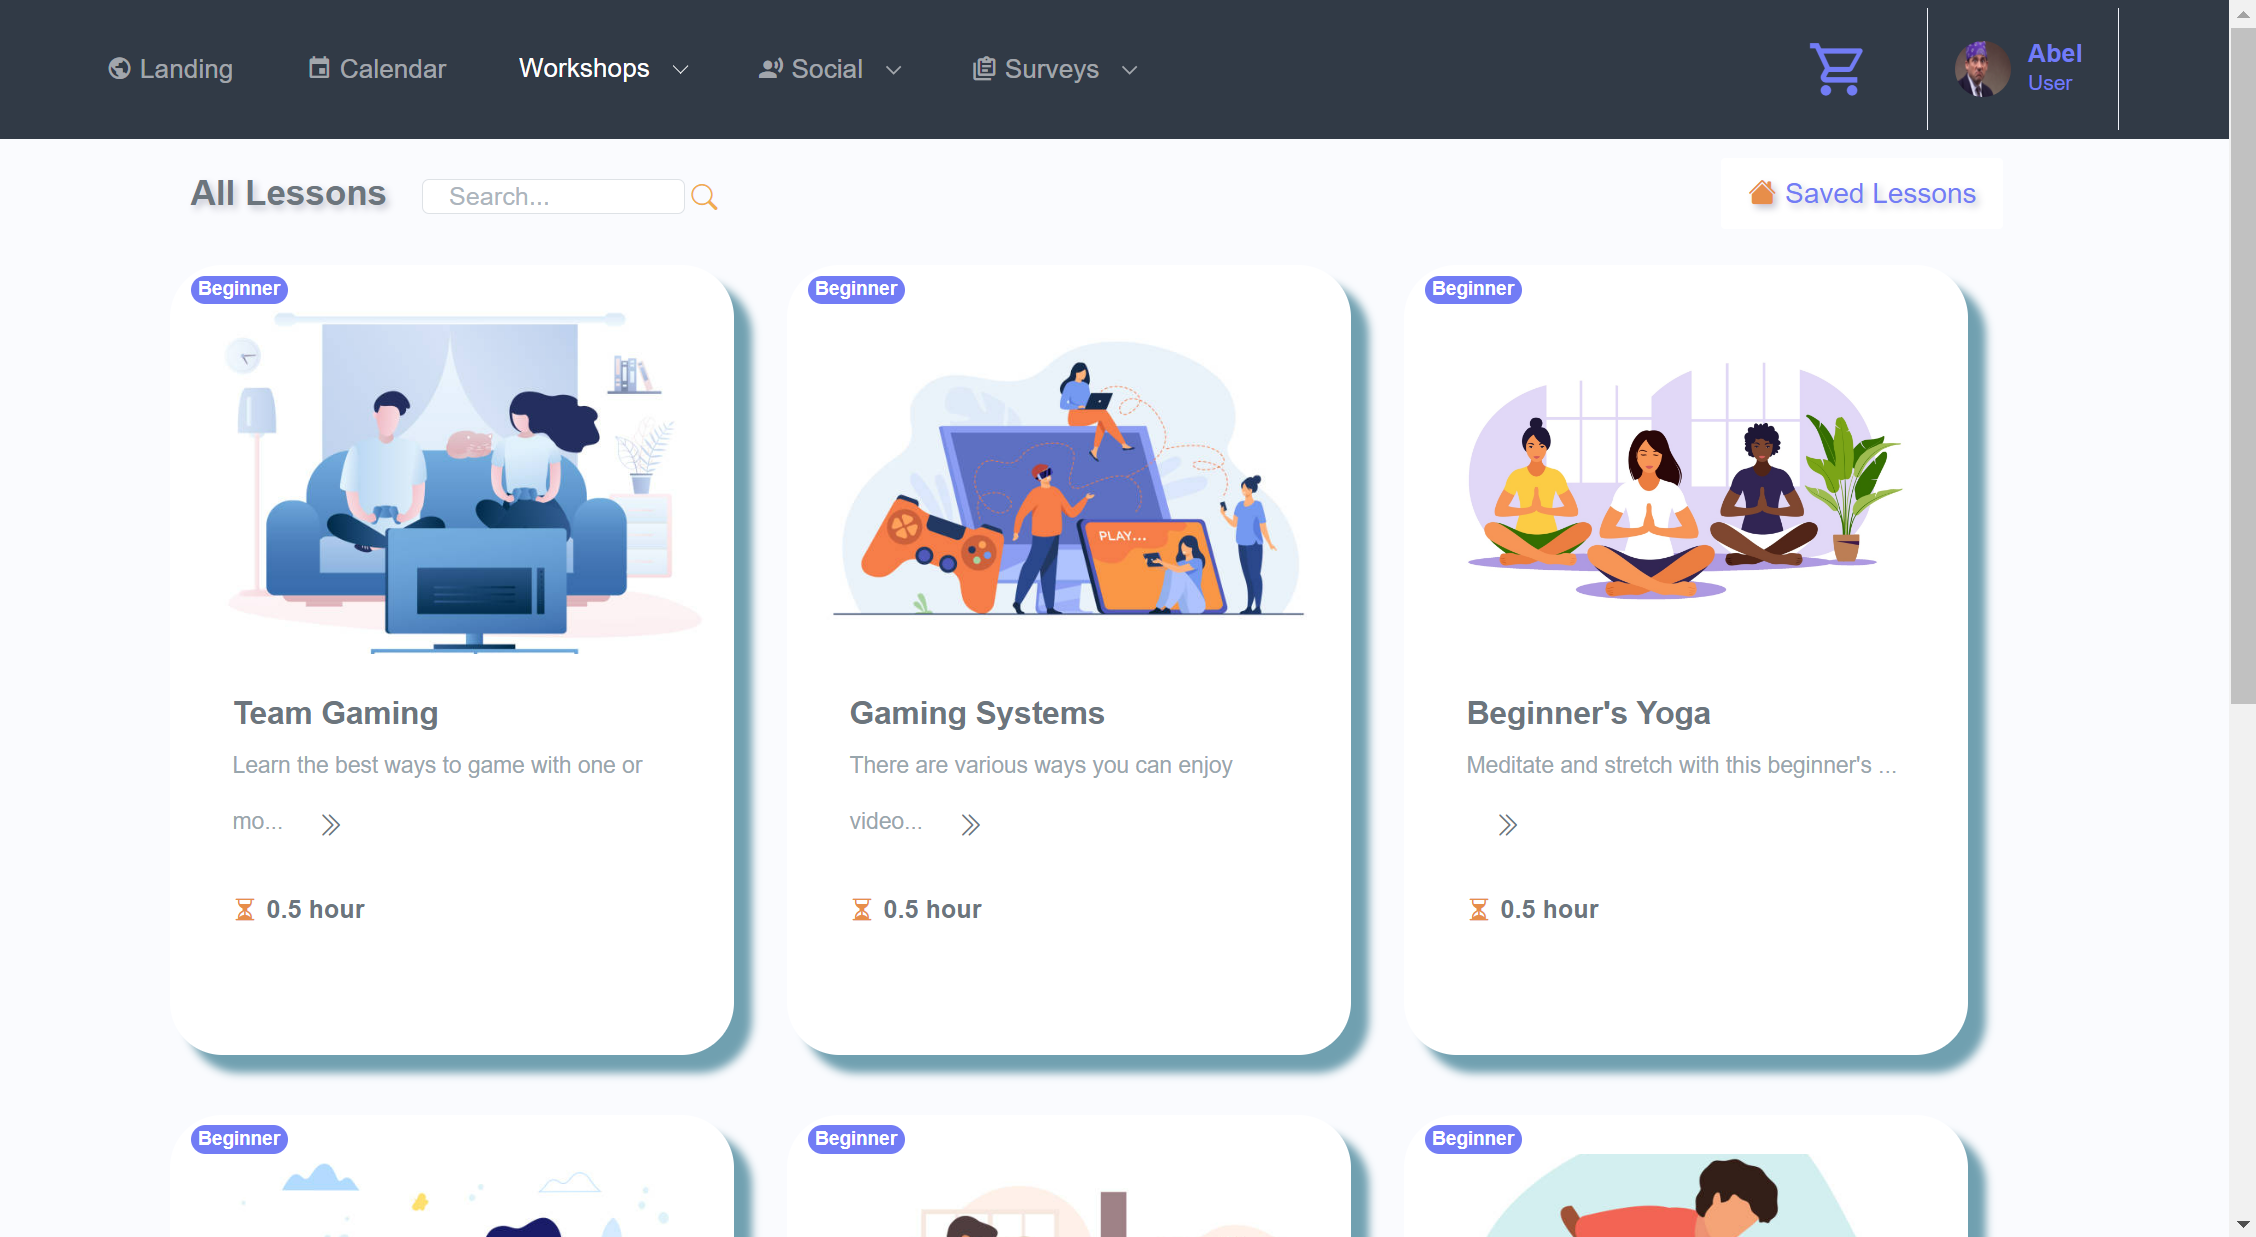 Landing
Calendar
Workshops
Social
Surveys
Abel
User
All Lessons
Search...
Saved Lessons
Beginner
Beginner
Beginner
PLAY...
Team Gaming
Learn the best ways to game with one or
mo...
0.5 hour
Gaming Systems
There are various ways you can enjoy
video...
0.5 hour
Beginner's Yoga
Meditate and stretch with this beginner's ...
0.5 hour
Beginner
Beginner
Beginner